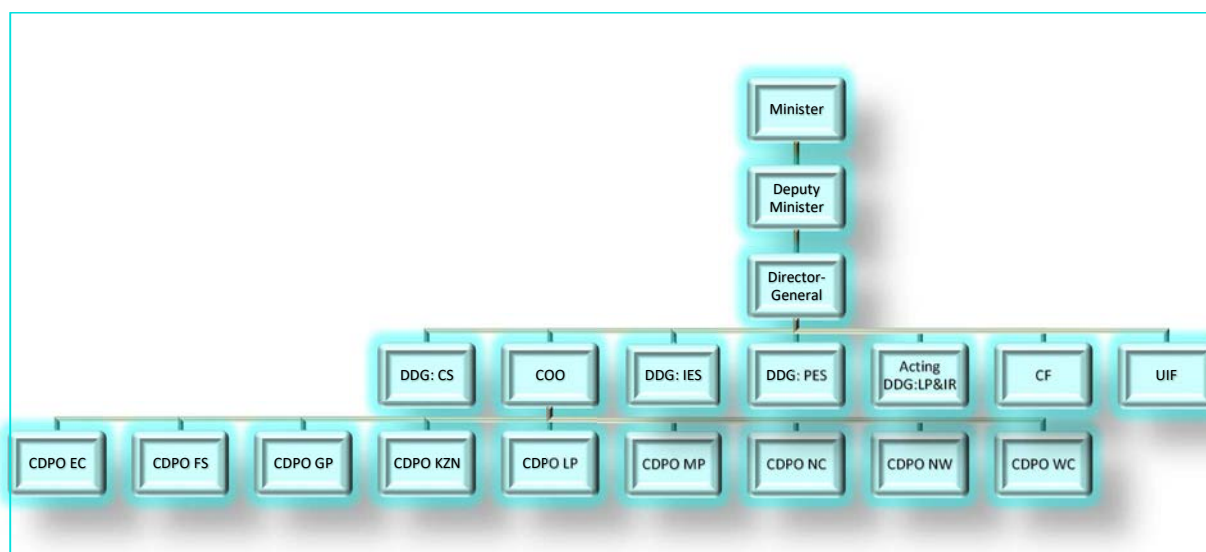 Minister
Deputy
Minister
Director-
General
DDG: CS
COO
DDG: IES
DDG: PES
Acting
DDG:LP&IR
CF
UIF
CDPO EC
CDPO FS
CDPO GP
CDPO KZN
CDPO LP
CDPO MP
CDPO NC
CDPO NW
CDPO WC